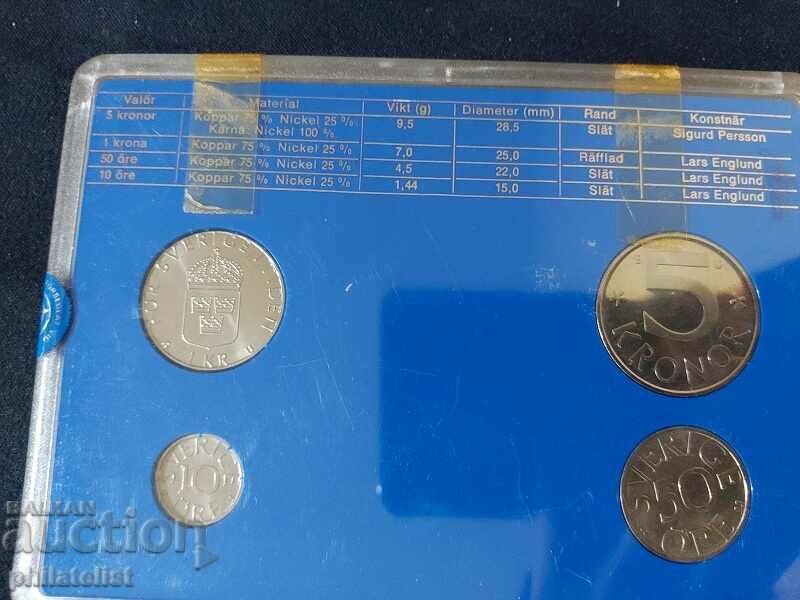 Valör Material Vikt (g) Diameter (mm) Rand Konstnär
5 kronor Koppar 75 % Nickel 25 % 9,5 28,5 Slät Sigurd Persson
Kärna: Nickel 100 %
1 krona Koppar 75 % Nickel 25 % 7,0 25,0 Räfflad Lars Englund
50 öre Koppar 75 % Nickel 25 % 4,5 22,0 Slät Lars Englund
10 öre Koppar 75 % Nickel 25 % 1,44 15,0 Slät Lars Englund
FÖR SVERIGE I TIDEN
1 KR U
5
KRONOR
SVERIGE
10
ÖRE
SVERIGE
50
ÖRE
BALKAN
auction
philatelist